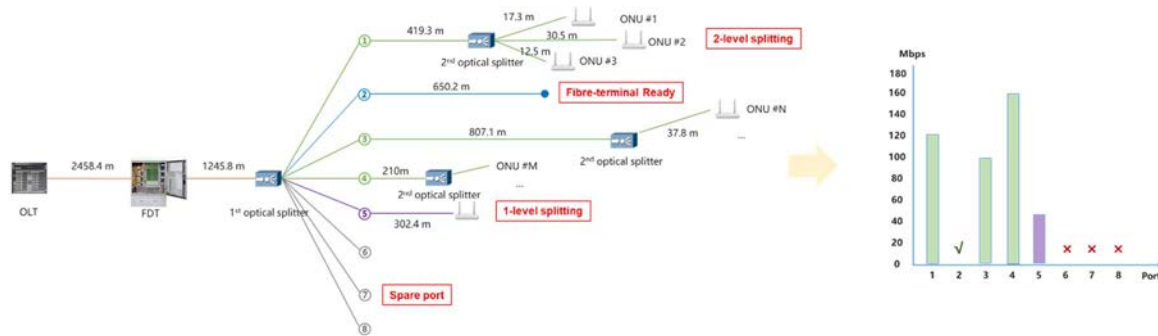 17.3 m
ONU #1
419.3 m
30.5 m
ONU #2
2-level splitting
12.5 m
2nd optical splitter
ONU #3
①
②
650.2 m
Fibre-terminal Ready
ONU #N
③
807.1 m
37.8 m
...
2nd optical splitter
2458.4 m
1245.8 m
④
210m
ONU #M
...
2nd optical splitter
OLT
FDT
1st optical splitter
⑤
302.4 m
1-level splitting
⑥
⑦
Spare port
⑧
Mbps
180
160
140
120
100
80
60
40
20
0
√ × × ×
1 2 3 4 5 6 7 8 Port